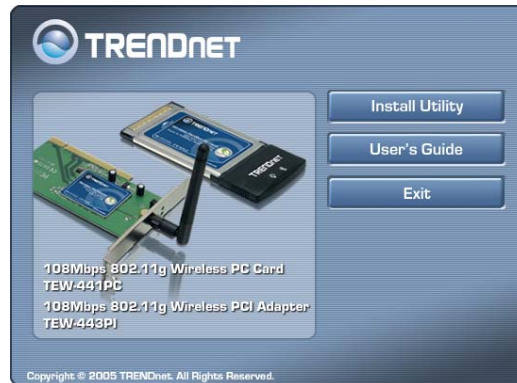 TRENDNET
Install Utility
User's Guide
Exit
TRENDNET
108Mbps 802.11g Wireless PC Card
TEW-441PC
108Mbps 802.11g Wireless PCI Adapter
TEW-443PI
Copyright © 2005 TRENDnet. All Rights Reserved.